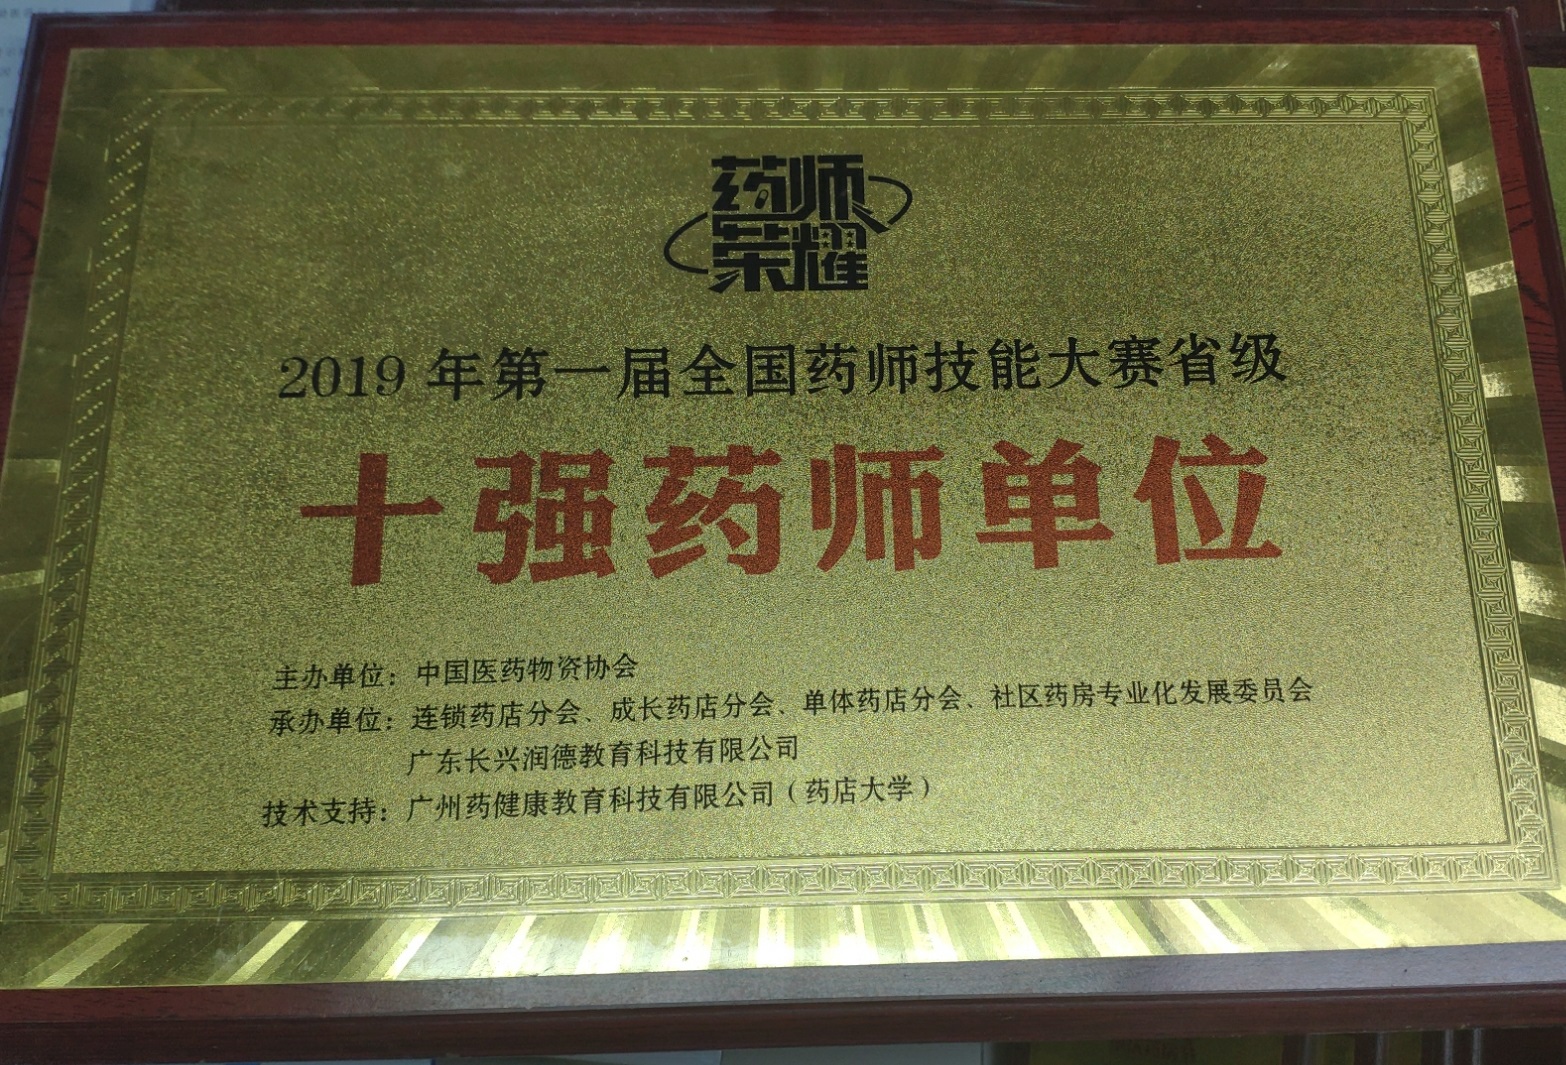 药师
荣耀
2019 年第一届全国药师技能大赛省级
十强药师单位
主办单位：中国医药物资协会
承办单位：连锁药店分会、成长药店分会、单体药店分会、社区药房专业化发展委员会
广东长兴润德教育科技有限公司
技术支持：广州药健康教育科技有限公司（药店大学）